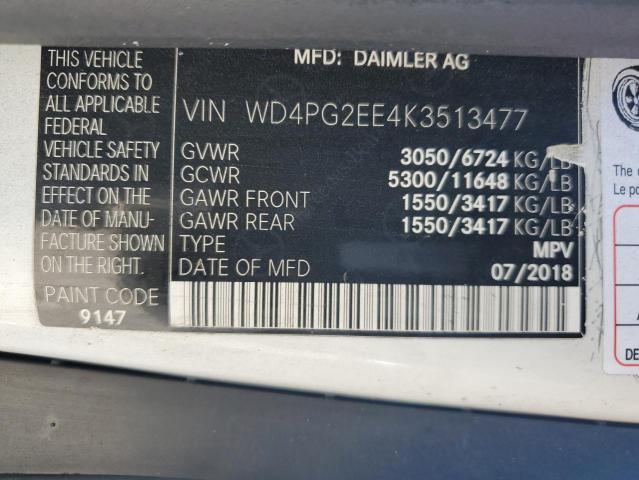 MFD: DAIMLER AG
THIS VEHICLE
CONFORMS TO
ALL APPLICABLE
FEDERAL
VEHICLE SAFETY
STANDARDS IN
EFFECT ON THE
DATE OF MANU-
FACTURE SHOWN
ON THE RIGHT.
PAINT CODE
9147
VIN WD4PG2EE4K3513477
GVWR 3050/6724 KG/LB
GCWR 5300/11648 KG/LB
GAWR FRONT 1550/3417 KG/LB
GAWR REAR 1550/3417 KG/LB
TYPE MPV
DATE OF MFD 07/2018
The
Le